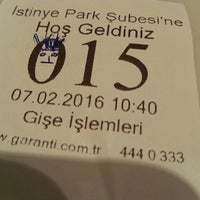 İstinye Park Şubesi'ne
Hoş Geldiniz
015
07.02.2016 10:40
Gişe İşlemleri
w.garanti.com.tr 444 0 333